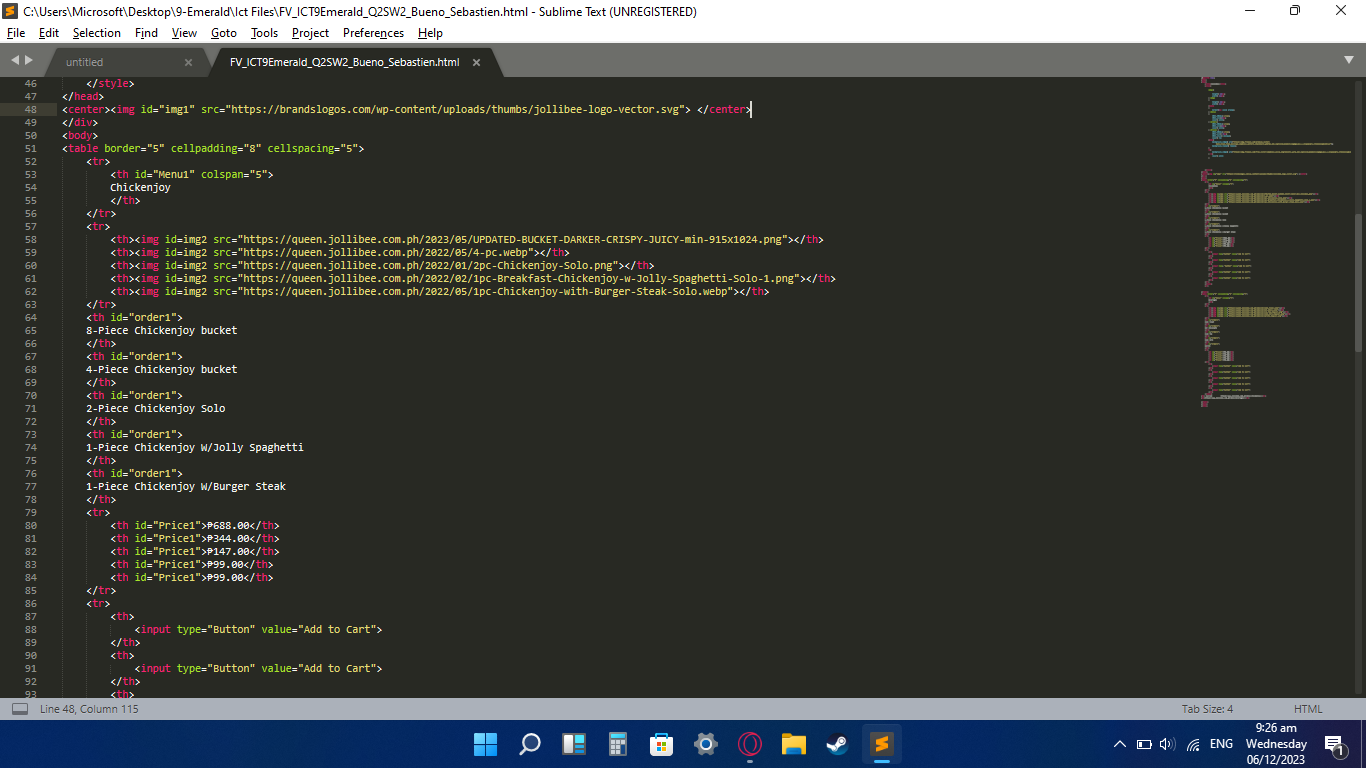 C:\Users\Microsoft\Desktop\9-Emerald\Ict Files\FV_ICT9Emerald_Q2SW2_Bueno_Sebastien.html - Sublime Text (UNREGISTERED)
File Edit Selection Find View Goto Tools Project Preferences Help
untitled FV_ICT9Emerald_Q2SW2_Bueno_Sebastien.html
46 </style>
47 </head>
48 <center><img id="img1" src="https://brandslogos.com/wp-content/uploads/thumbs/jollibee-logo-vector.svg"> </center>
49 </div>
50 <body>
51 <table border="5" cellpadding="8" cellspacing="5">
52 <tr>
53 <th id="Menu1" colspan="5">
54 Chickenjoy
55 </th>
56 </tr>
57 <tr>
58 <th><img id=img2 src="https://queen.jollibee.com.ph/2023/05/UPDATED-BUCKET-DARKER-CRISPY-JUICY-min-915x1024.png"></th>
59 <th><img id=img2 src="https://queen.jollibee.com.ph/2022/05/4-pc.webp"></th>
60 <th><img id=img2 src="https://queen.jollibee.com.ph/2022/01/2pc-Chickenjoy-Solo.png"></th>
61 <th><img id=img2 src="https://queen.jollibee.com.ph/2022/02/1pc-Breakfast-Chickenjoy-w-Jolly-Spaghetti-Solo-1.png"></th>
62 <th><img id=img2 src="https://queen.jollibee.com.ph/2022/05/1pc-Chickenjoy-with-Burger-Steak-Solo.webp"></th>
63 </tr>
64 <th id="order1">
65 8-Piece Chickenjoy bucket
66 </th>
67 <th id="order1">
68 4-Piece Chickenjoy bucket
69 </th>
70 <th id="order1">
71 2-Piece Chickenjoy Solo
72 </th>
73 <th id="order1">
74 1-Piece Chickenjoy W/Jolly Spaghetti
75 </th>
76 <th id="order1">
77 1-Piece Chickenjoy W/Burger Steak
78 </th>
79 <tr>
80 <th id="Price1">₱688.00</th>
81 <th id="Price1">₱344.00</th>
82 <th id="Price1">₱147.00</th>
83 <th id="Price1">₱99.00</th>
84 <th id="Price1">₱99.00</th>
85 </tr>
86 <tr>
87 <th>
88 <input type="Button" value="Add to Cart">
89 </th>
90 <th>
91 <input type="Button" value="Add to Cart">
92 </th>
93 <th>
Line 48, Column 115 Tab Size: 4 HTML
9:26 am
ENG Wednesday 1
06/12/2023